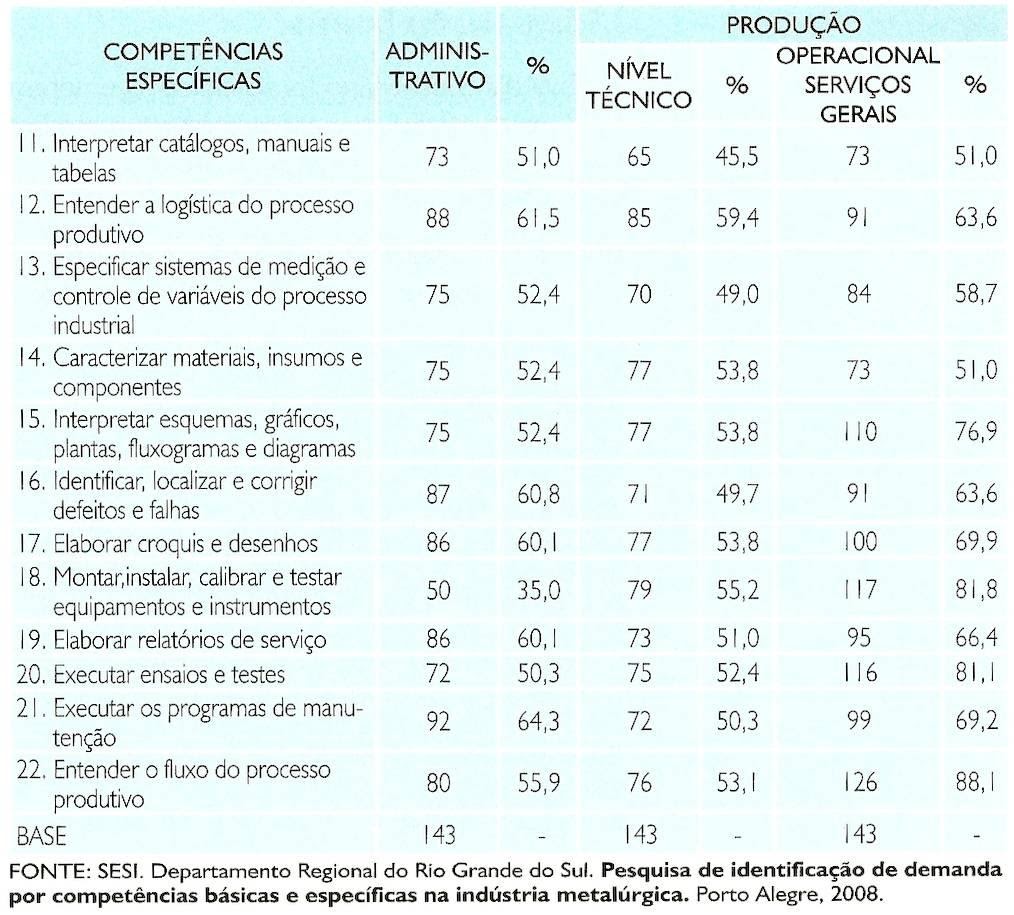 COMPETÊNCIAS ESPECÍFICAS | ADMINIS-TRATIVO | % | PRODUÇÃO
NÍVEL TÉCNICO | % | OPERACIONAL SERVIÇOS GERAIS | %
11. Interpretar catálogos, manuais e
tabelas 73 51,0 65 45,5 73 51,0
12. Entender a logística do processo
produtivo 88 61,5 85 59,4 91 63,6
13. Especificar sistemas de medição e
controle de variáveis do processo 75 52,4 70 49,0 84 58,7
industrial
14. Caracterizar materiais, insumos e
componentes 75 52,4 77 53,8 73 51,0
15. Interpretar esquemas, gráficos,
plantas, fluxogramas e diagramas 75 52,4 77 53,8 110 76,9
16. Identificar, localizar e corrigir
defeitos e falhas 87 60,8 71 49,7 91 63,6
17. Elaborar croquis e desenhos 86 60,1 77 53,8 100 69,9
18. Montar,instalar, calibrar e testar
equipamentos e instrumentos 50 35,0 79 55,2 117 81,8
19. Elaborar relatórios de serviço 86 60,1 73 51,0 95 66,4
20. Executar ensaios e testes 72 50,3 75 52,4 116 81,1
21. Executar os programas de manu-
tenção 92 64,3 72 50,3 99 69,2
22. Entender o fluxo do processo
produtivo 80 55,9 76 53,1 126 88,1
BASE 143 - 143 - 143 -
FONTE: SESI. Departamento Regional do Rio Grande do Sul. Pesquisa de identificação de demanda
por competências básicas e específicas na indústria metalúrgica. Porto Alegre, 2008.